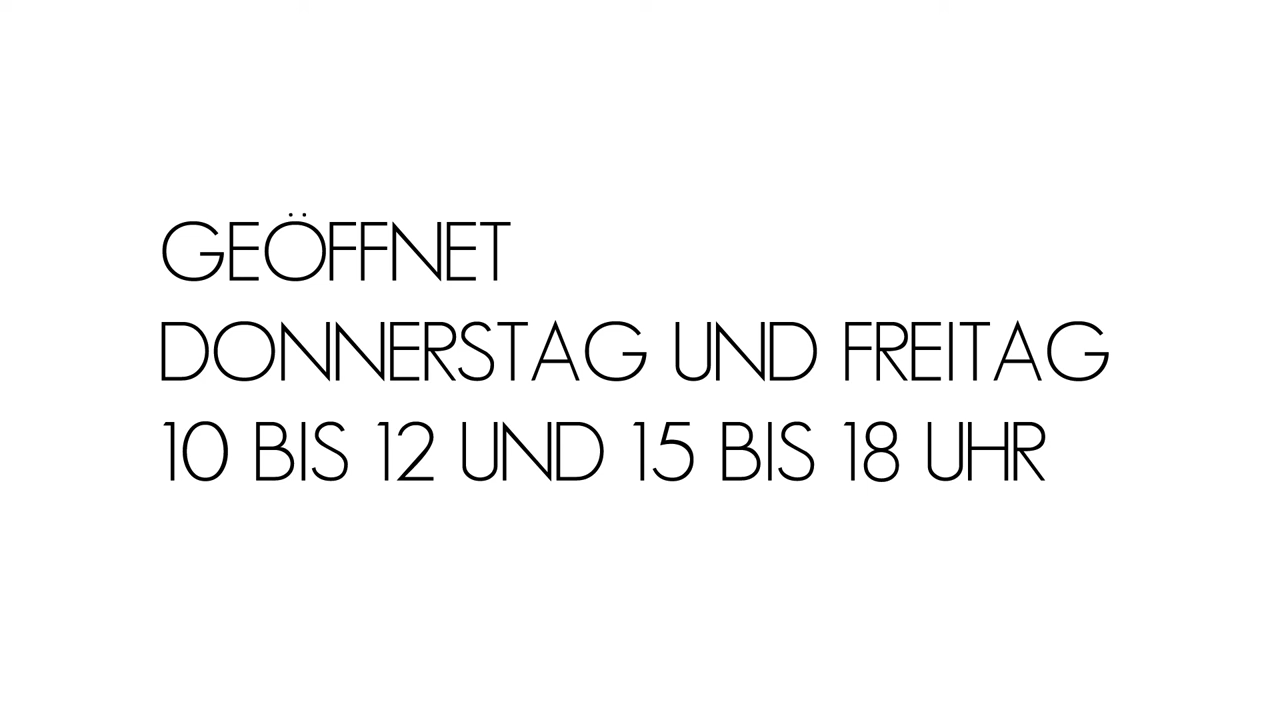 GEÖFFNET
DONNERSTAG UND FREITAG
10 BIS 12 UND 15 BIS 18 UHR